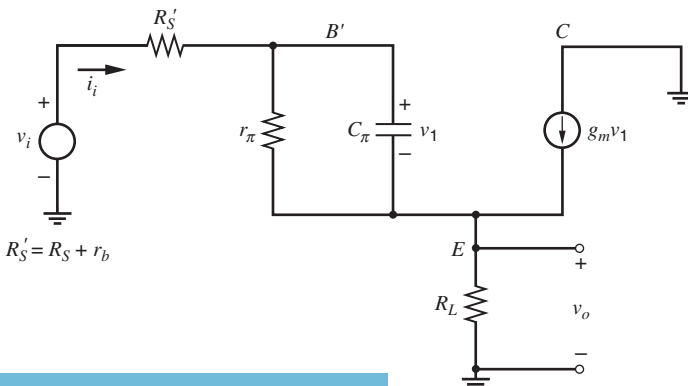 R_S′
B′
C
i_i
+
v_i
−
r_π
C_π
+
v_1
−
g_m v_1
R_S′ = R_S + r_b
E
+
R_L
v_o
−